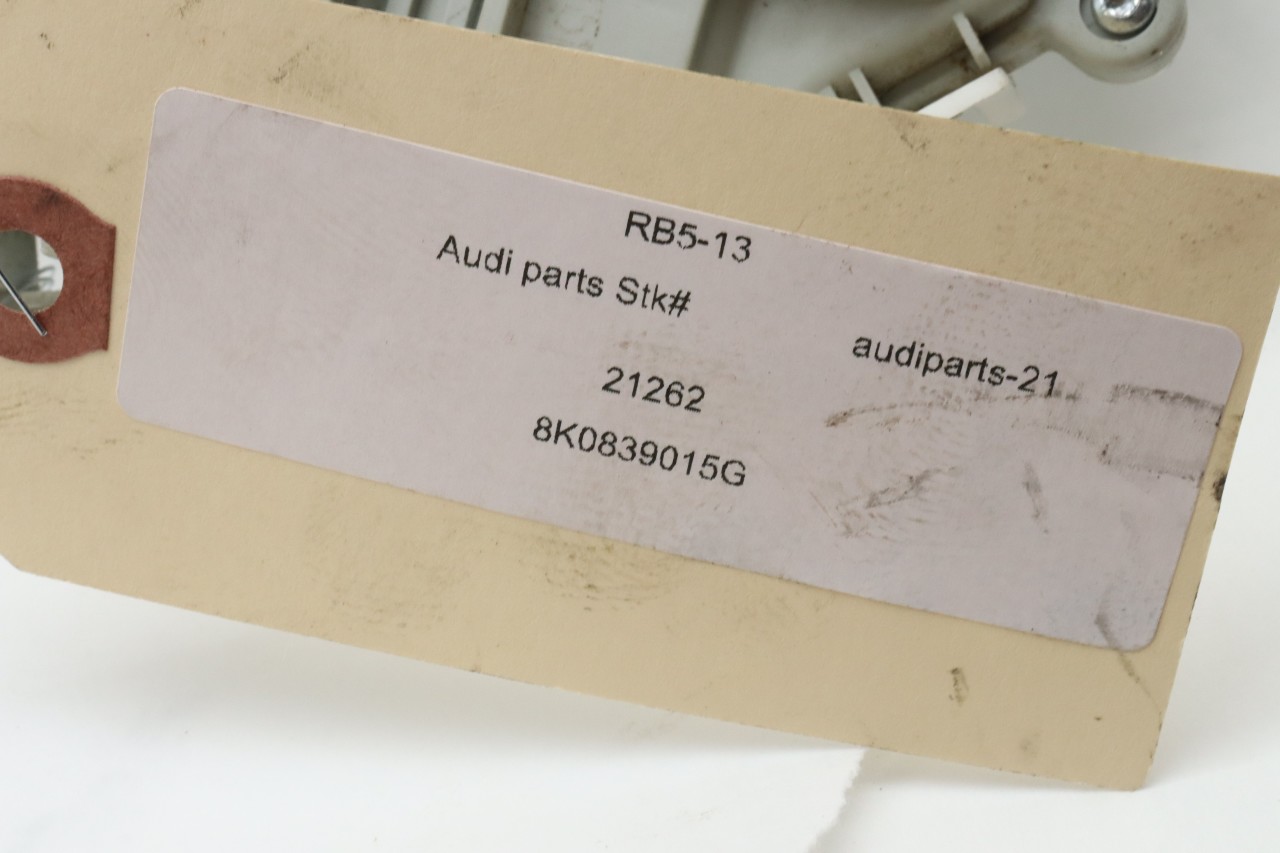 RB5-13
Audi parts Stk#
audiparts-21
21262
8K0839015G